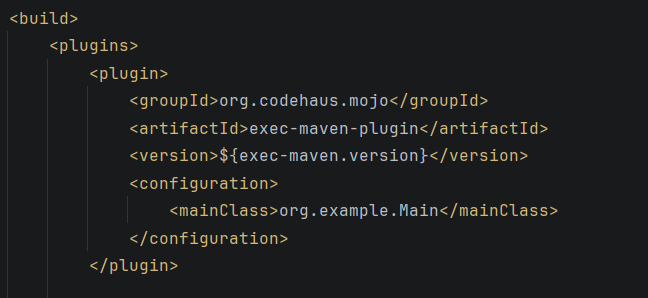 <build>
<plugins>
<plugin>
<groupId>org.codehaus.mojo</groupId>
<artifactId>exec-maven-plugin</artifactId>
<version>${exec-maven.version}</version>
<configuration>
<mainClass>org.example.Main</mainClass>
</configuration>
</plugin>